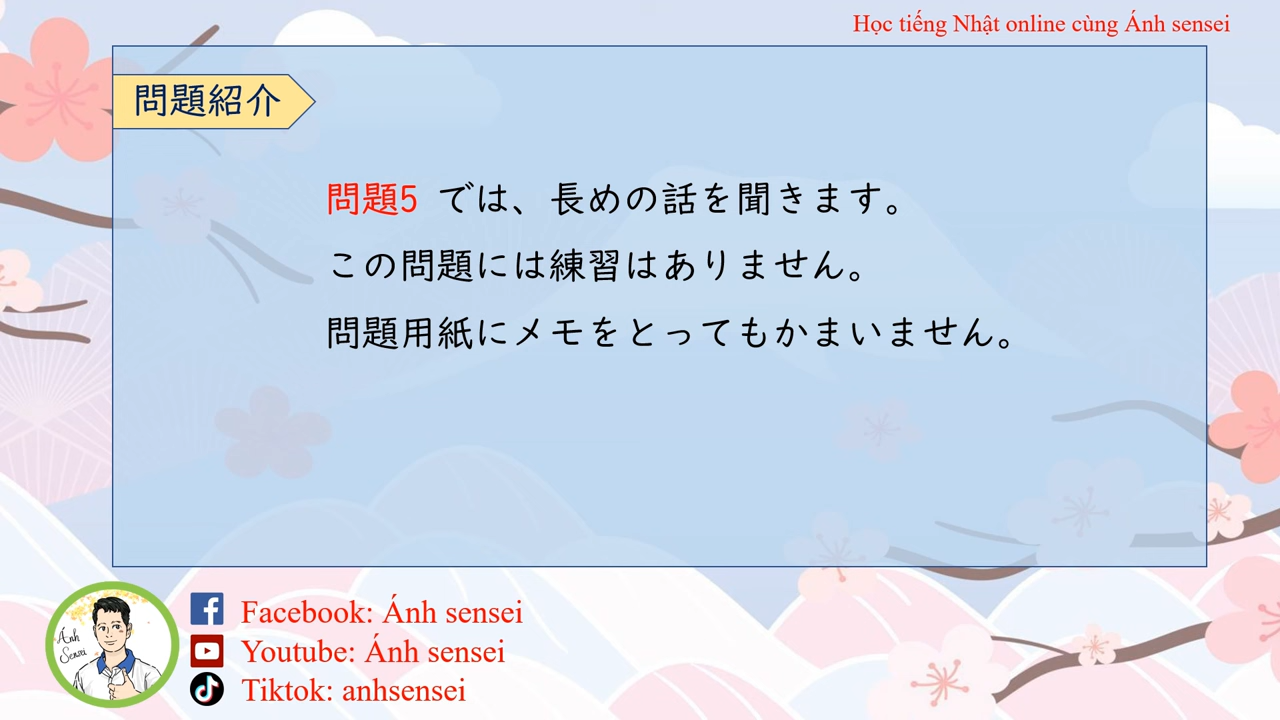 Học tiếng Nhật online cùng Ánh sensei
問題紹介
問題5 では、長めの話を聞きます。
この問題には練習はありません。
問題用紙にメモをとってもかまいません。
Ánh
Sensei
Facebook: Ánh sensei
Youtube: Ánh sensei
Tiktok: anhsensei